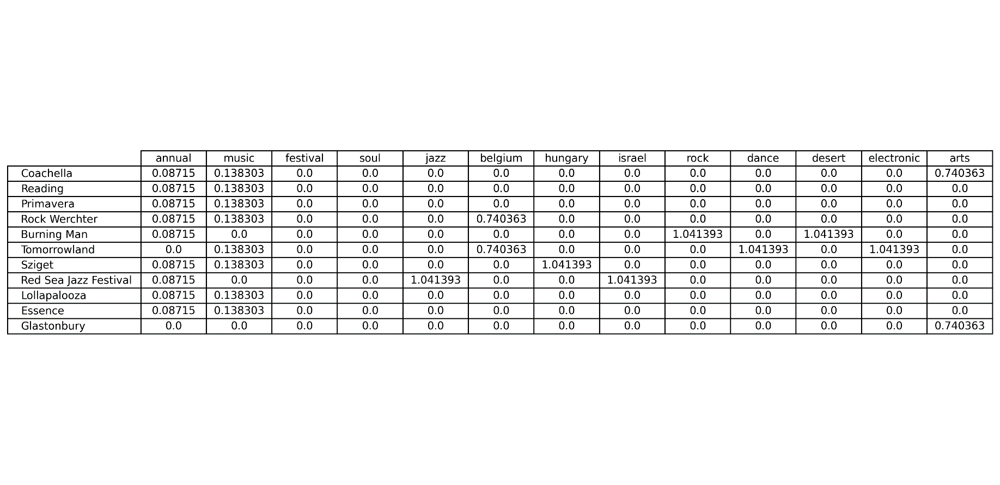 annual music festival soul jazz belgium hungary israel rock dance desert electronic arts
Coachella 0.08715 0.138303 0.0 0.0 0.0 0.0 0.0 0.0 0.0 0.0 0.0 0.0 0.740363
Reading 0.08715 0.138303 0.0 0.0 0.0 0.0 0.0 0.0 0.0 0.0 0.0 0.0 0.0
Primavera 0.08715 0.138303 0.0 0.0 0.0 0.0 0.0 0.0 0.0 0.0 0.0 0.0 0.0
Rock Werchter 0.08715 0.138303 0.0 0.0 0.0 0.740363 0.0 0.0 0.0 0.0 0.0 0.0 0.0
Burning Man 0.08715 0.0 0.0 0.0 0.0 0.0 0.0 0.0 1.041393 0.0 1.041393 0.0 0.0
Tomorrowland 0.0 0.138303 0.0 0.0 0.0 0.740363 0.0 0.0 0.0 1.041393 0.0 1.041393 0.0
Sziget 0.08715 0.138303 0.0 0.0 0.0 0.0 1.041393 0.0 0.0 0.0 0.0 0.0 0.0
Red Sea Jazz Festival 0.08715 0.0 0.0 0.0 1.041393 0.0 0.0 1.041393 0.0 0.0 0.0 0.0 0.0
Lollapalooza 0.08715 0.138303 0.0 0.0 0.0 0.0 0.0 0.0 0.0 0.0 0.0 0.0 0.0
Essence 0.08715 0.138303 0.0 0.0 0.0 0.0 0.0 0.0 0.0 0.0 0.0 0.0 0.0
Glastonbury 0.0 0.0 0.0 0.0 0.0 0.0 0.0 0.0 0.0 0.0 0.0 0.0 0.740363